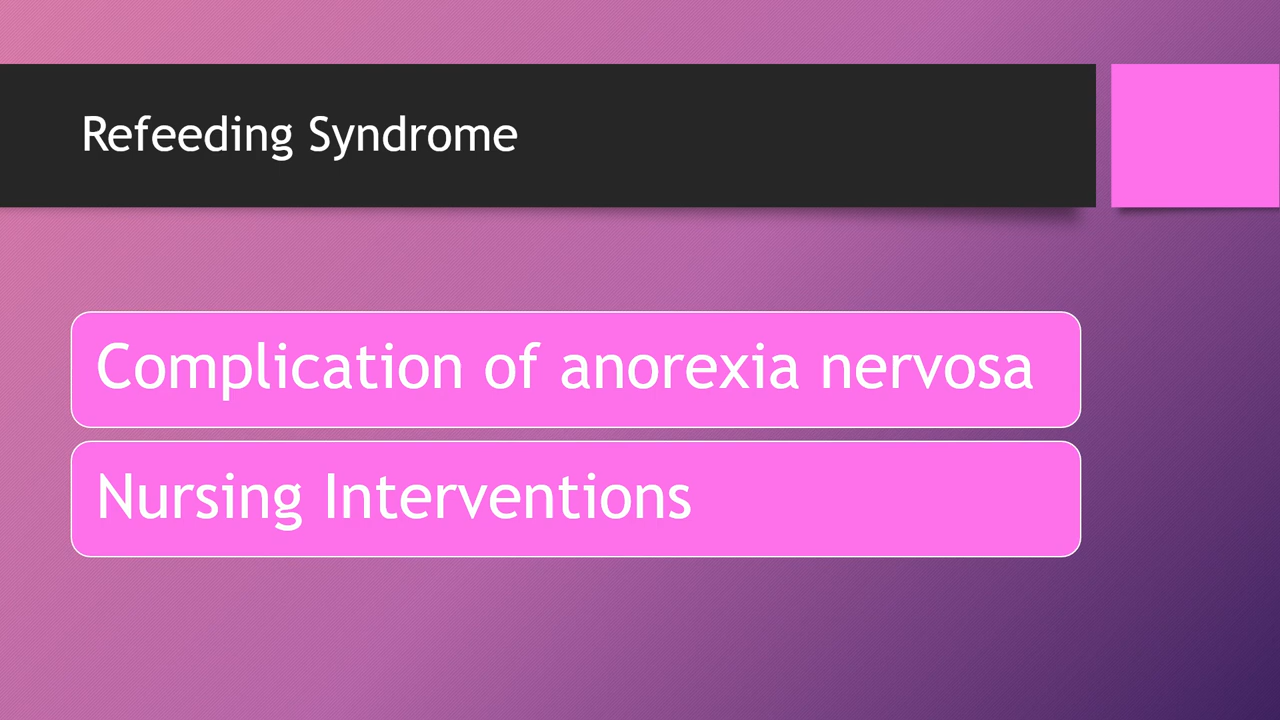 Refeeding Syndrome
Complication of anorexia nervosa
Nursing Interventions